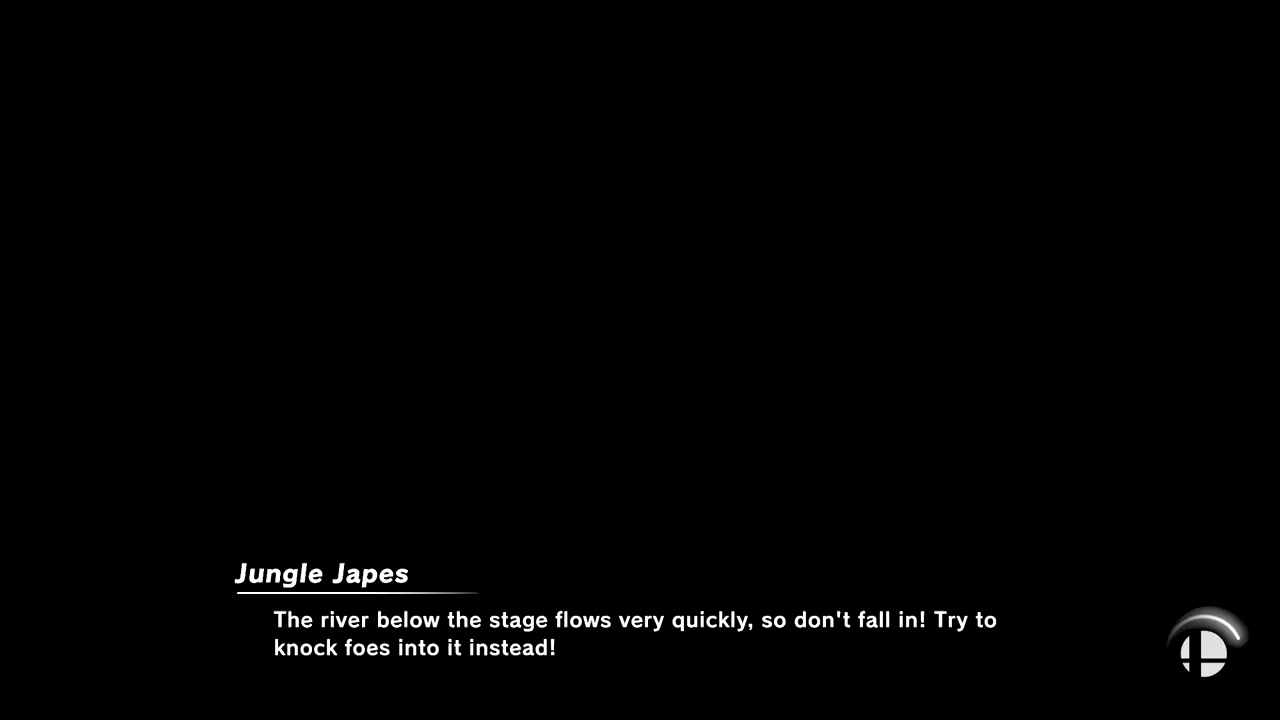 Jungle Japes
The river below the stage flows very quickly, so don't fall in! Try to
knock foes into it instead!